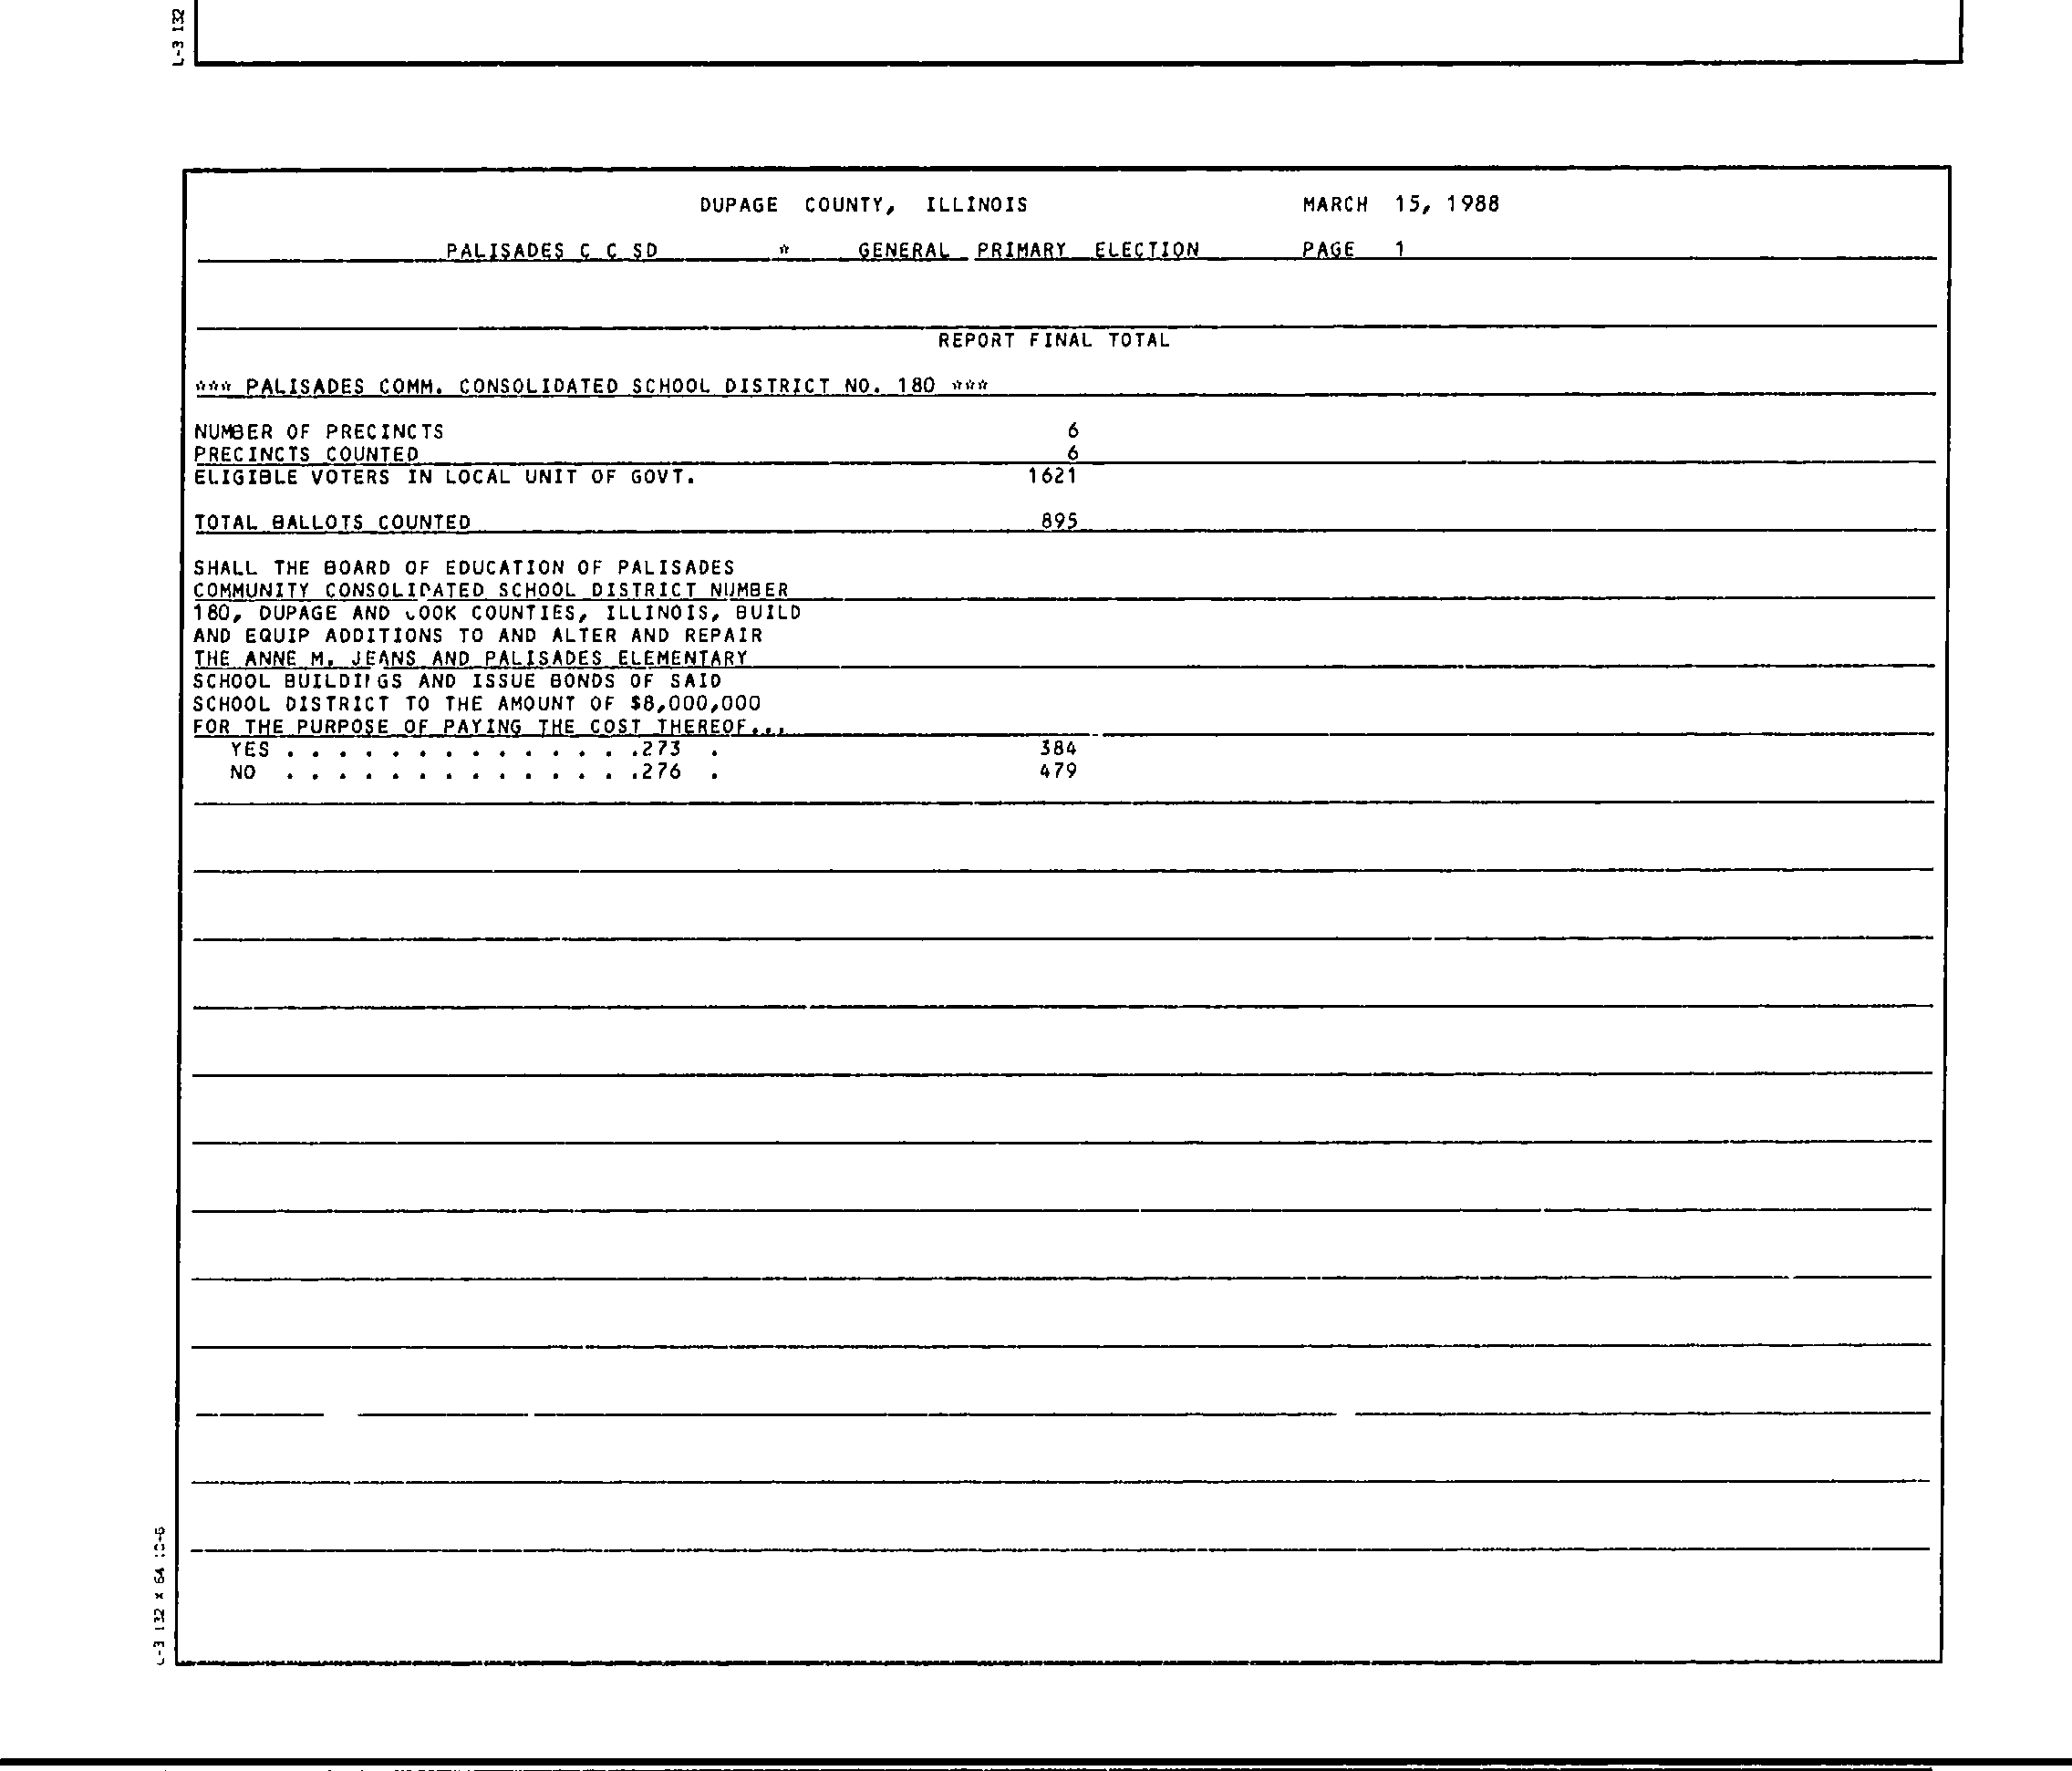 L-3 132
DUPAGE COUNTY, ILLINOIS MARCH 15, 1988
PALISADES C C SD * GENERAL PRIMARY ELECTION PAGE 1
REPORT FINAL TOTAL
*** PALISADES COMM. CONSOLIDATED SCHOOL DISTRICT NO. 180 ***
NUMBER OF PRECINCTS 6
PRECINCTS COUNTED 6
ELIGIBLE VOTERS IN LOCAL UNIT OF GOVT. 1621
TOTAL BALLOTS COUNTED 895
SHALL THE BOARD OF EDUCATION OF PALISADES
COMMUNITY CONSOLIDATED SCHOOL DISTRICT NUMBER
180, DUPAGE AND COOK COUNTIES, ILLINOIS, BUILD
AND EQUIP ADDITIONS TO AND ALTER AND REPAIR
THE ANNE M. JEANS AND PALISADES ELEMENTARY
SCHOOL BUILDINGS AND ISSUE BONDS OF SAID
SCHOOL DISTRICT TO THE AMOUNT OF $8,000,000
FOR THE PURPOSE OF PAYING THE COST THEREOF...
YES . . . . . . . . . . . . . .273 . 384
NO . . . . . . . . . . . . . .276 . 479
L-3 132 x 64 10-6